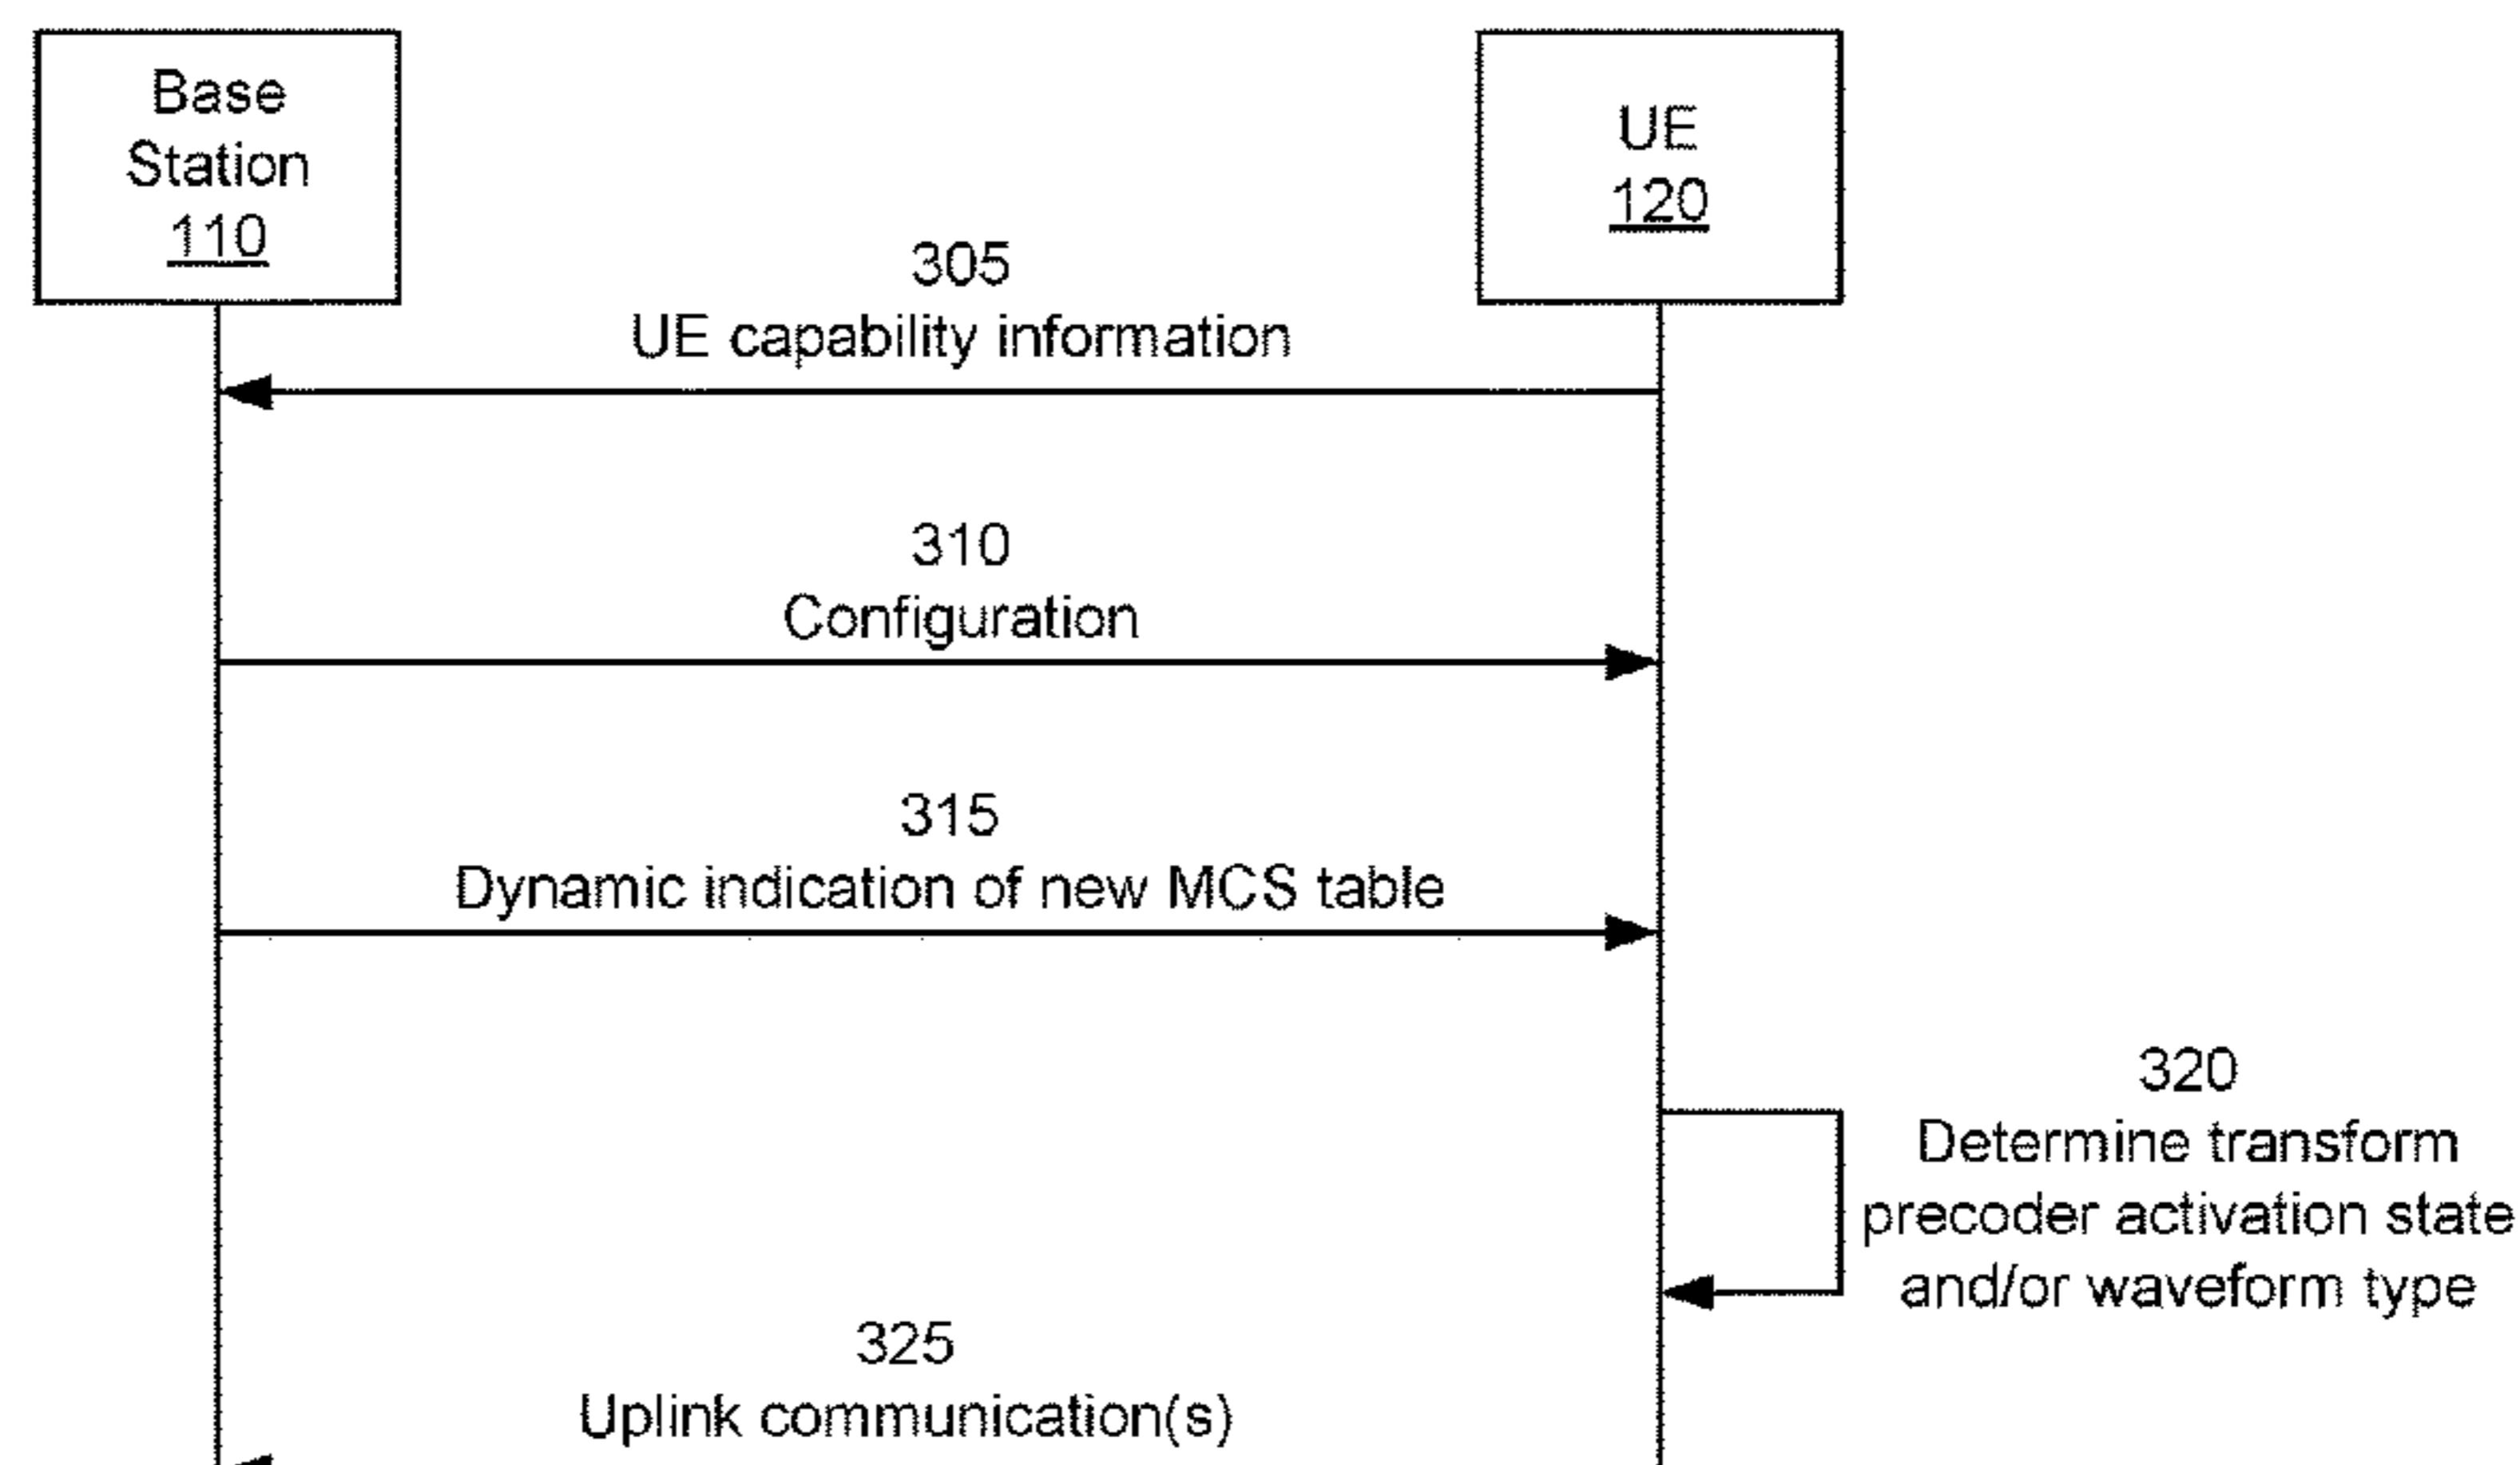 Base
Station
110
UE
120
305
UE capability information
310
Configuration
315
Dynamic indication of new MCS table
320
Determine transform
precoder activation state
and/or waveform type
325
Uplink communication(s)